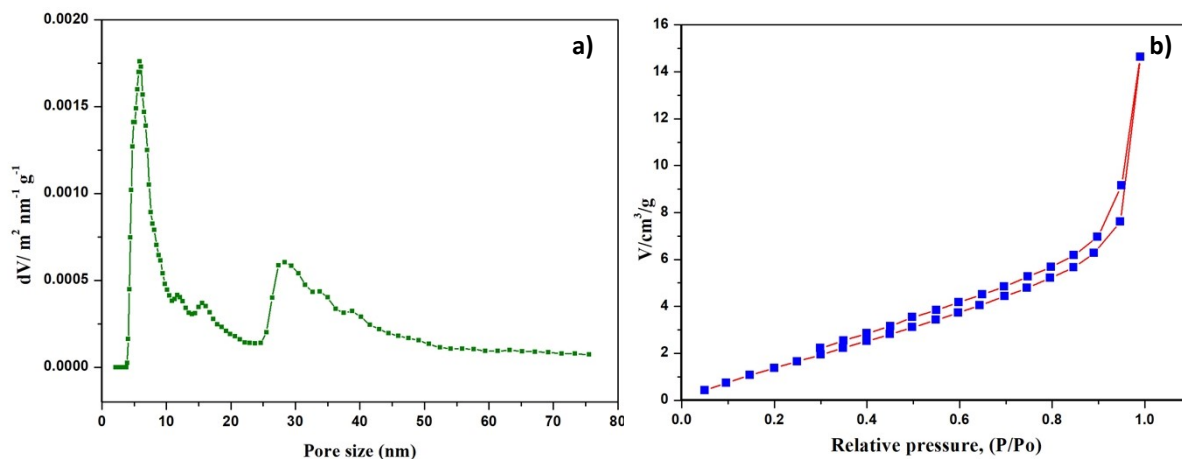 a)
0.0020
0.0015
0.0010
0.0005
0.0000
dV/ m² nm⁻¹ g⁻¹
0 10 20 30 40 50 60 70 80
Pore size (nm)
b)
16
14
12
10
8
6
4
2
0
V/cm³/g
0.0 0.2 0.4 0.6 0.8 1.0
Relative pressure, (P/Po)